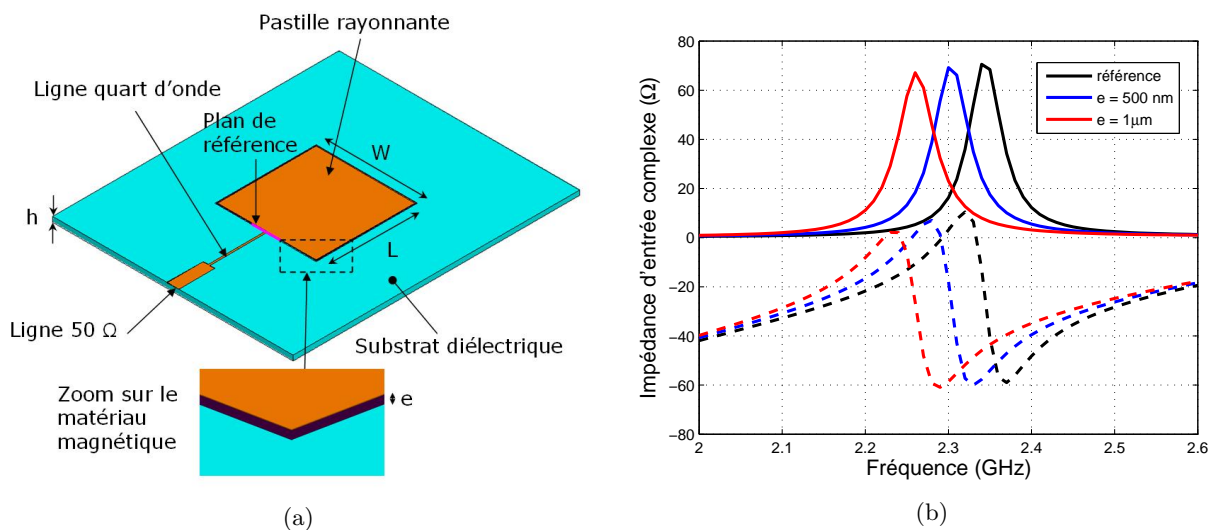 Pastille rayonnante
Ligne quart d'onde
Plan de
référence
W
h
L
Ligne 50 Ω
Substrat diélectrique
Zoom sur le
matériau
magnétique
e
(a)
Impédance d'entrée complexe (Ω)
80
60
40
20
0
−20
−40
−60
−80
2
2.1
2.2
2.3
2.4
2.5
2.6
Fréquence (GHz)
référence
e = 500 nm
e = 1μm
(b)